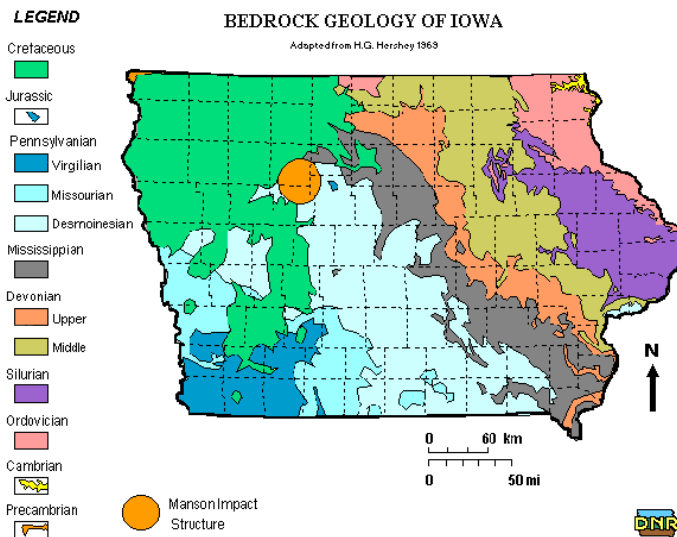 LEGEND
BEDROCK GEOLOGY OF IOWA
Adapted from H.G. Hershey 1969
Cretaceous
Jurassic
Pennsylvanian
Virgilian
Missourian
Desmoinesian
Mississippian
Devonian
Upper
Middle
Silurian
Ordovician
Cambrian
Precambrian
Manson Impact
Structure
N
0 60 km
0 50 mi
DNR